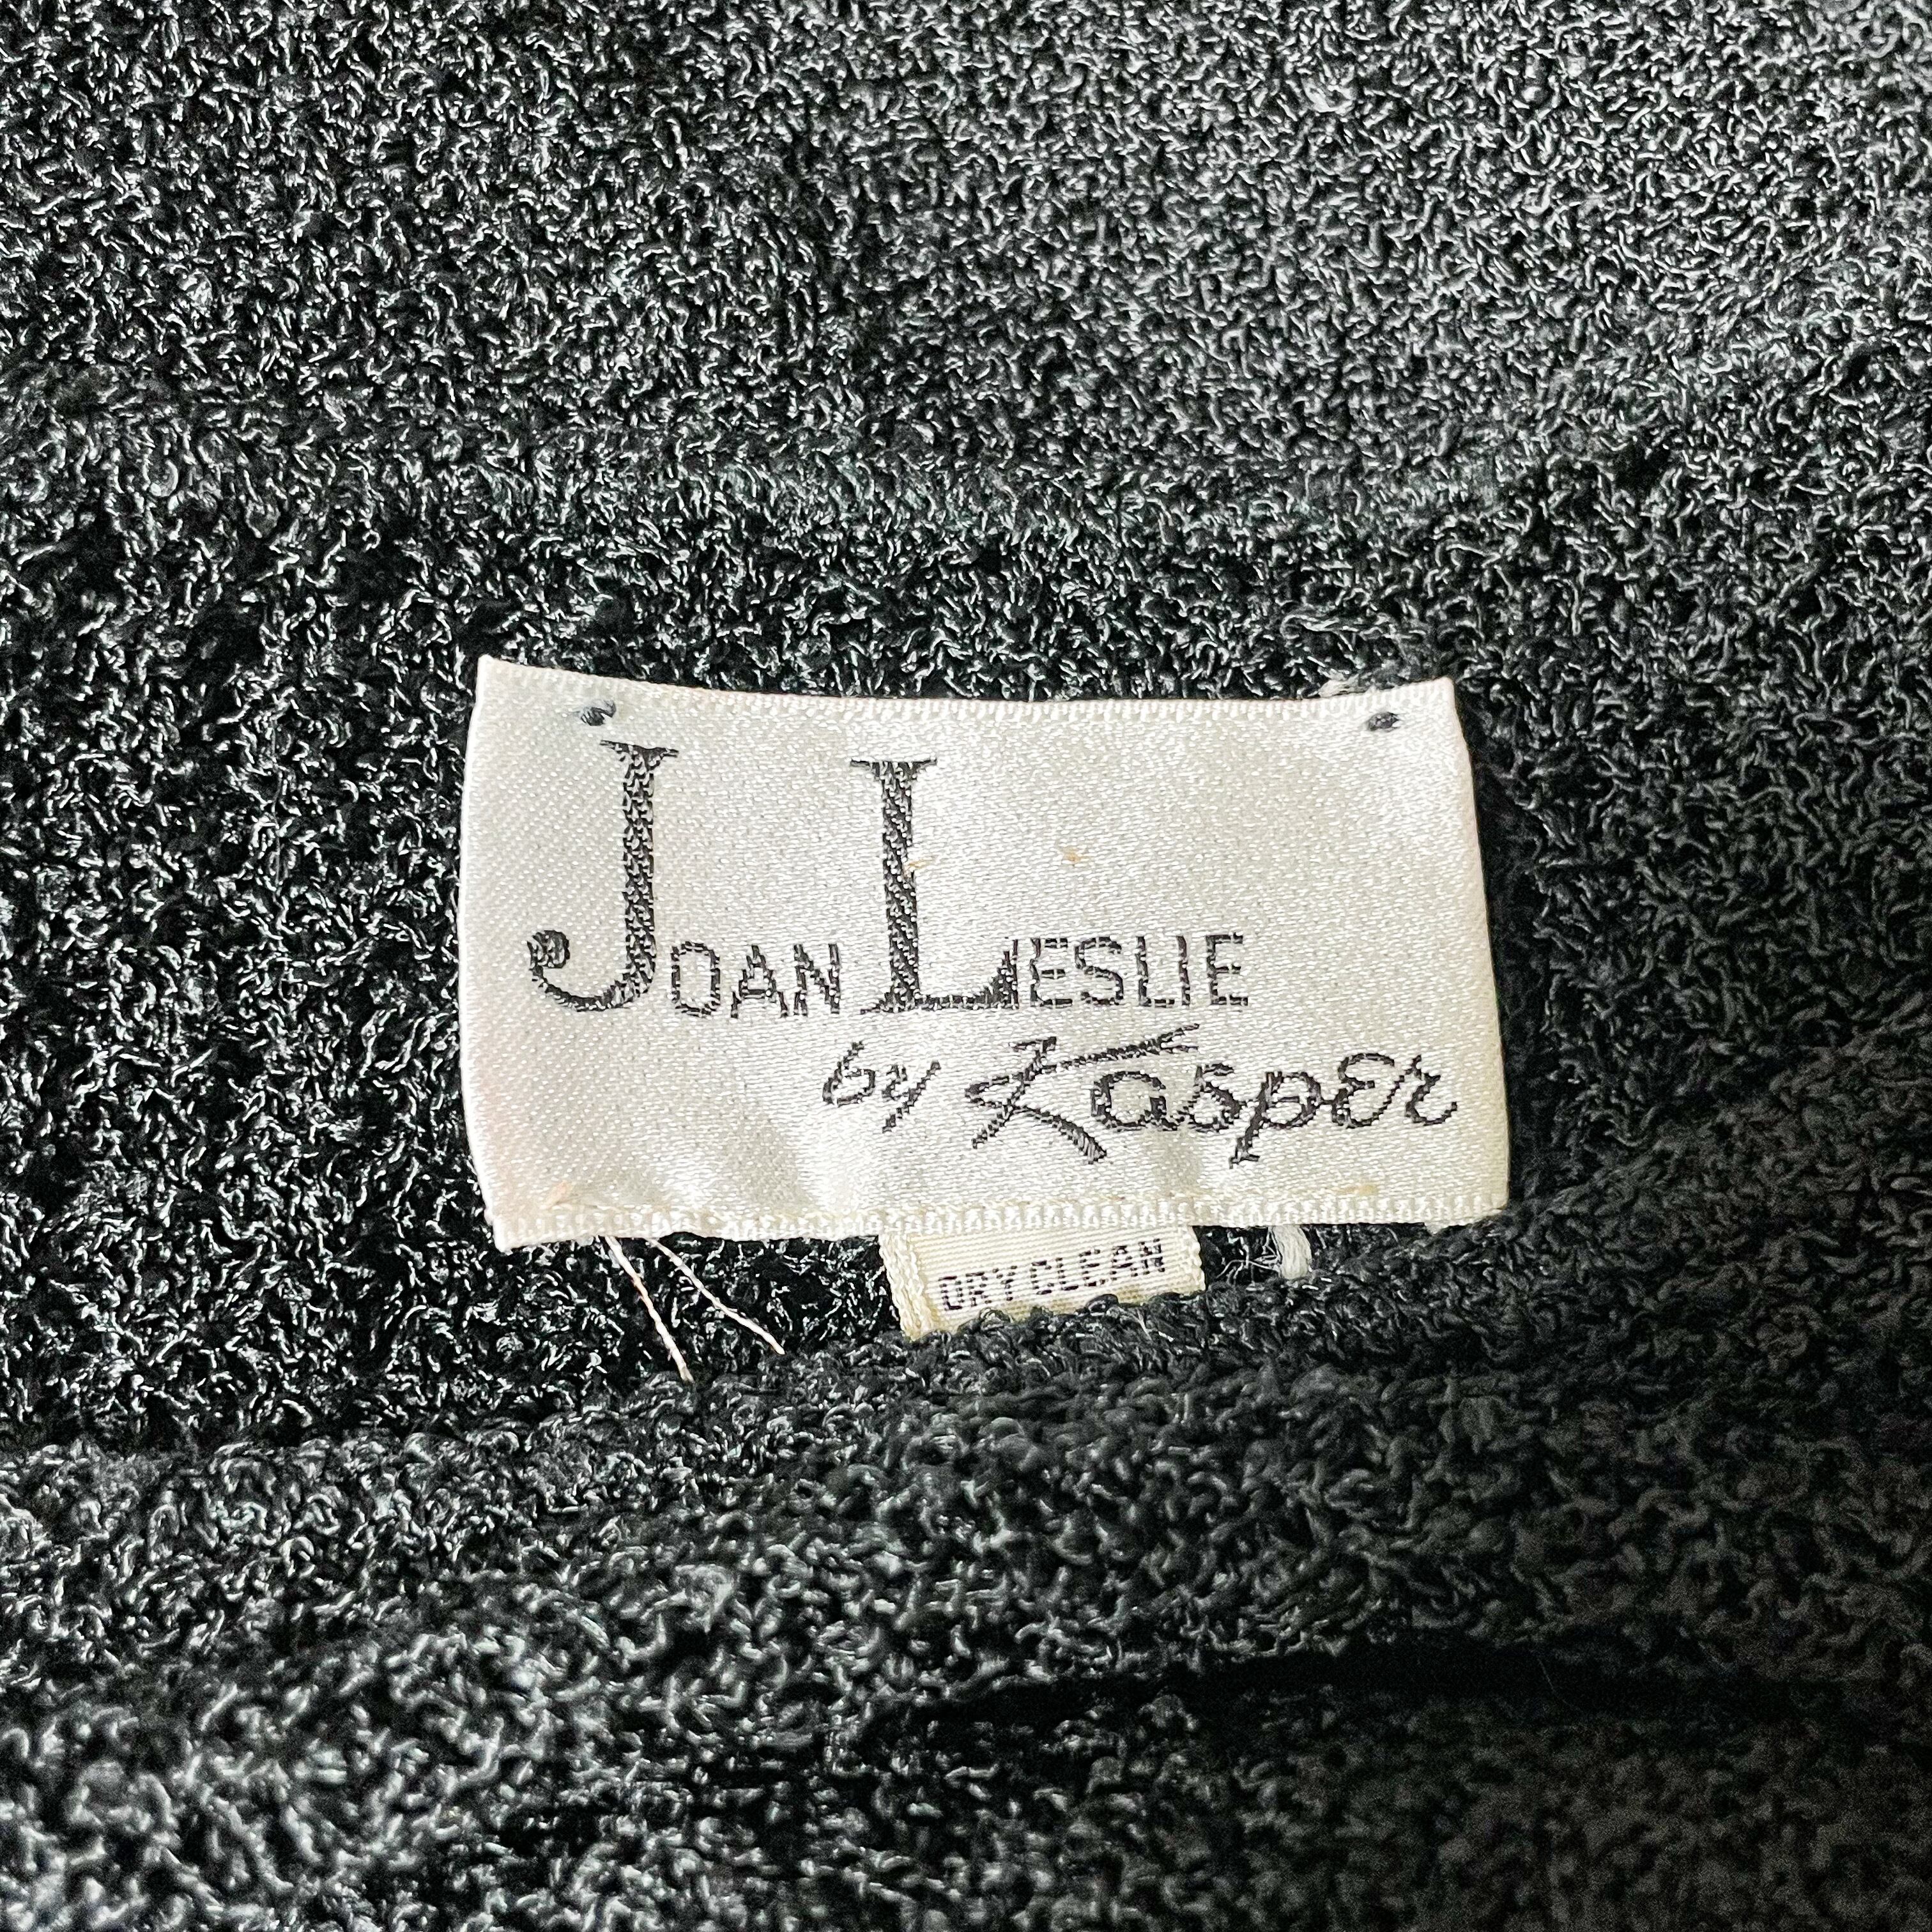 JOAN LESLIE
by Kasper
DRY CLEAN